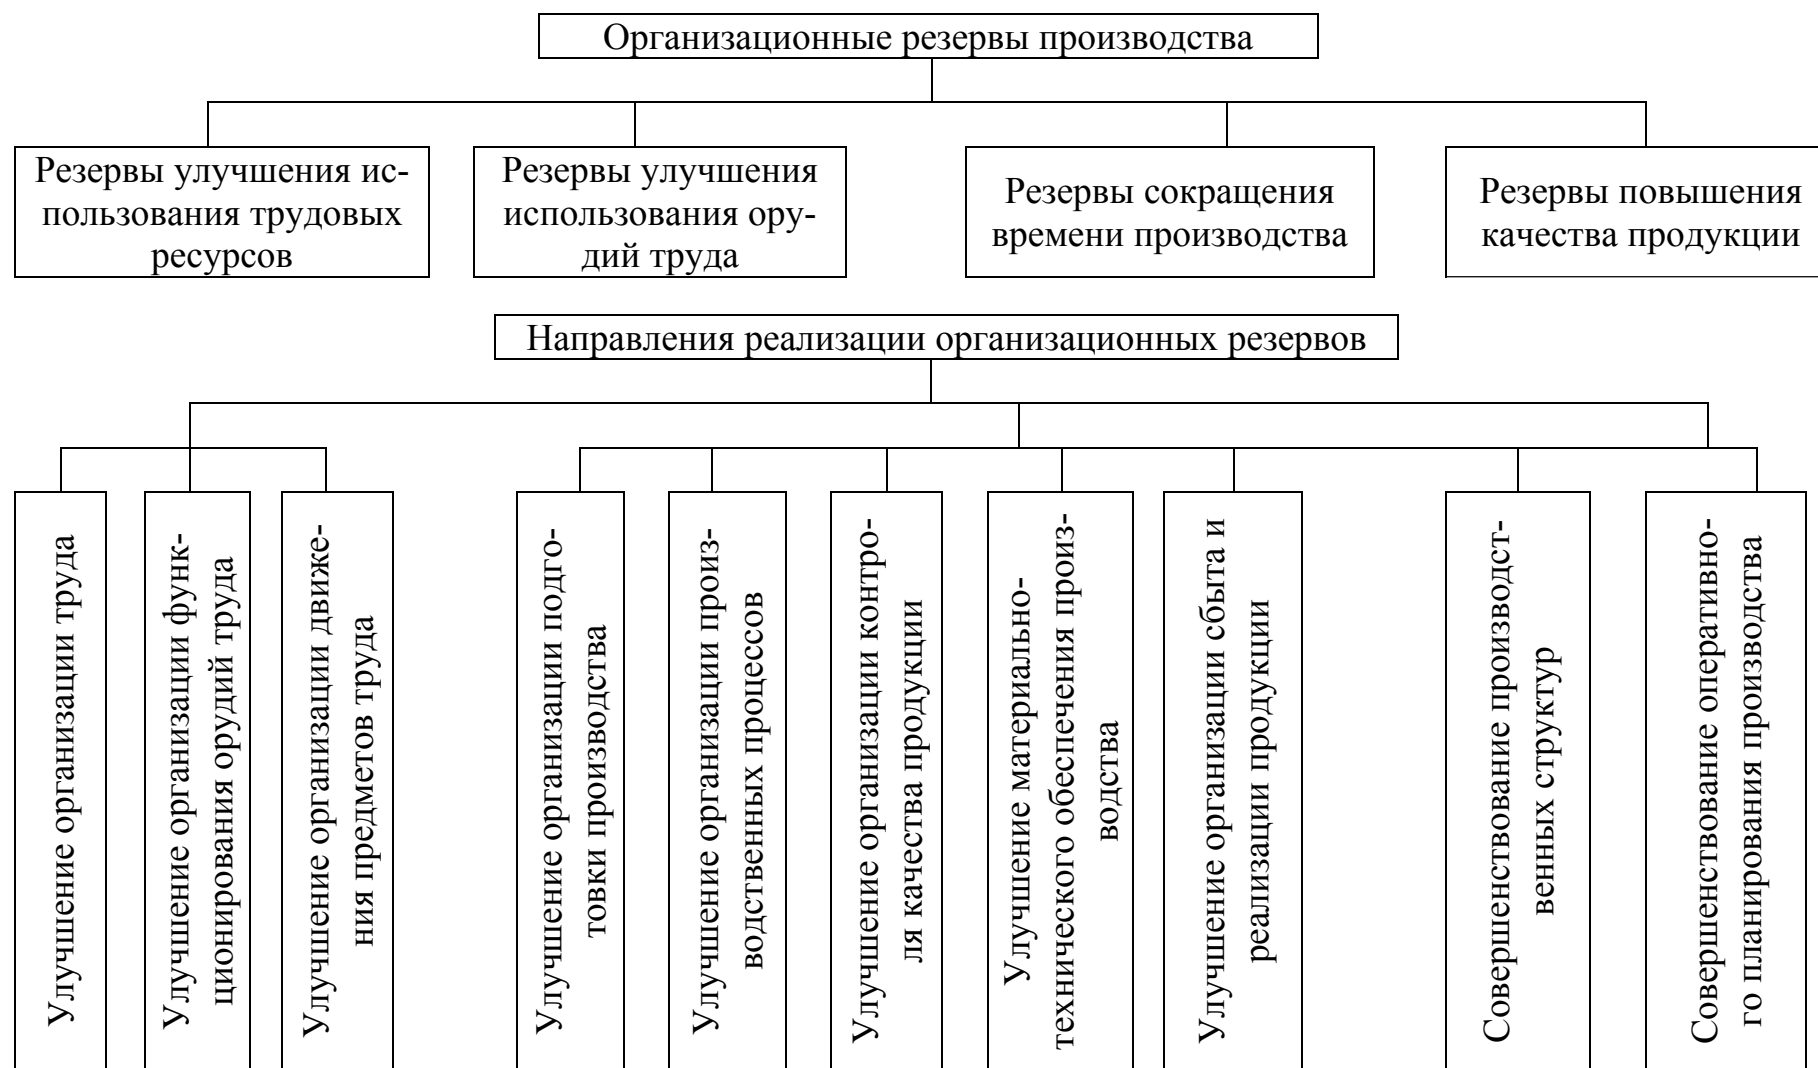 Организационные резервы производства
Резервы улучшения ис-
пользования трудовых
ресурсов
Резервы улучшения
использования ору-
дий труда
Резервы сокращения
времени производства
Резервы повышения
качества продукции
Направления реализации организационных резервов
Улучшение организации труда
Улучшение организации функ-
ционирования орудий труда
Улучшение организации движе-
ния предметов труда
Улучшение организации подго-
товки производства
Улучшение организации произ-
водственных процессов
Улучшение организации контро-
ля качества продукции
Улучшение материально-
технического обеспечения произ-
водства
Улучшение организации сбыта и
реализации продукции
Совершенствование производст-
венных структур
Совершенствование оперативно-
го планирования производства